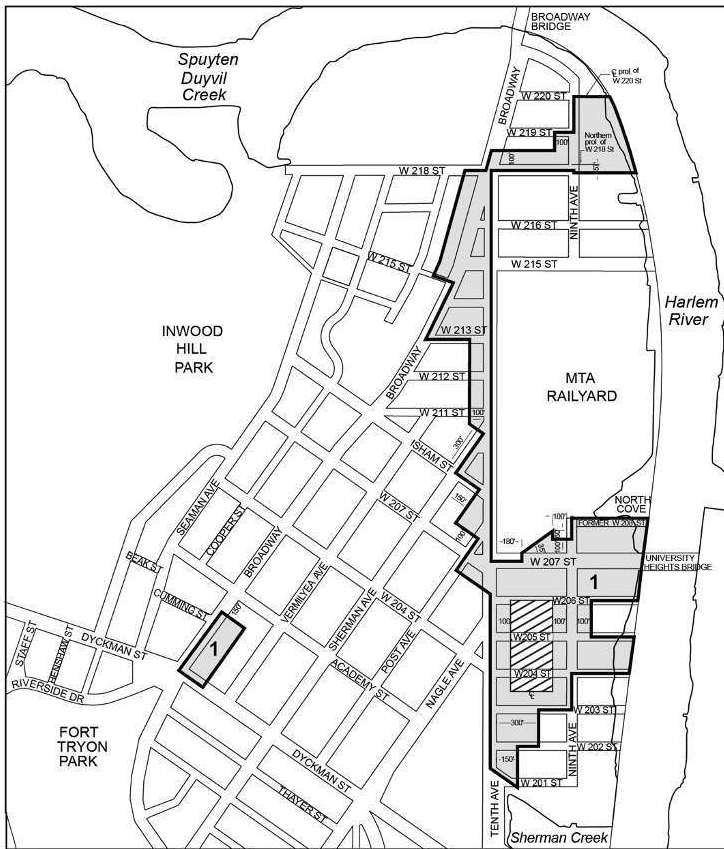 BROADWAY
BRIDGE
Spuyten
Duyvil
Creek
BROADWAY
℄ prol. of
W 220 St
W 220 ST
W 219 ST
100'
Northern
prol. of
W 218 St
100'
W 218 ST
NINTH AVE
W 216 ST
W 215 ST
W 215 ST
Harlem
River
INWOOD
HILL
PARK
W 213 ST
BROADWAY
W 212 ST
MTA
RAILYARD
W 211 ST
100'
300'
ISHAM ST
150'
W 207 ST
100'
NORTH
COVE
SEAMAN AVE
COOPER ST
BROADWAY
100'
FORMER W 208 ST
180'
W 207 ST
UNIVERSITY
HEIGHTS BRIDGE
BEAK ST
VERMILYEA AVE
1
CUMMING ST
150'
SHERMAN AVE
W 204 ST
W206 ST
100
100'
100'
STAFF ST
HENSHAW ST
DYCKMAN ST
1
POST AVE
W205 ST
ACADEMY ST
NAGLE AVE
W204 ST
℄
RIVERSIDE DR
W 203 ST
300'
FORT
TRYON
PARK
NINTH AVE
W 202 ST
DYCKMAN ST
150'
W 201 ST
THAYER ST
TENTH AVE
Sherman Creek